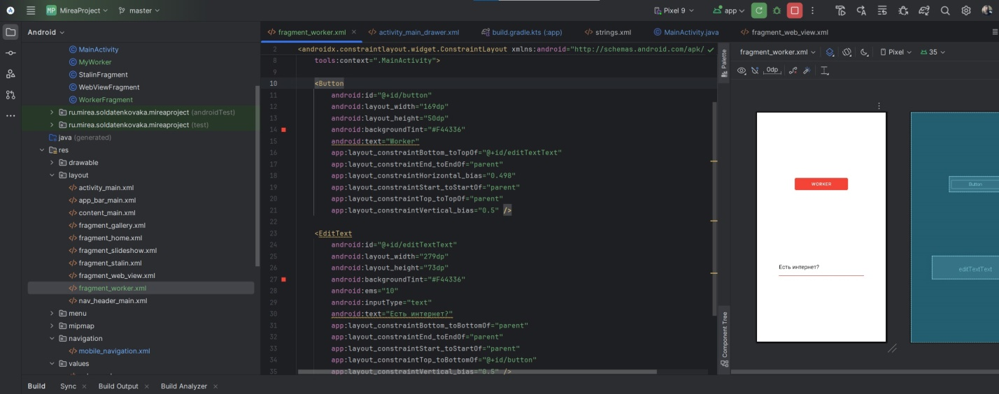 MP MireaProject master Pixel 9 app
Android
fragment_worker.xml activity_main_drawer.xml build.gradle.kts (:app) strings.xml MainActivity.java fragment_web_view.xml
MainActivity
MyWorker
StalinFragment
WebViewFragment
WorkerFragment
ru.mirea.soldatenkovaka.mireaproject (androidTest)
ru.mirea.soldatenkovaka.mireaproject (test)
java (generated)
res
drawable
layout
activity_main.xml
app_bar_main.xml
content_main.xml
fragment_gallery.xml
fragment_home.xml
fragment_slideshow.xml
fragment_stalin.xml
fragment_web_view.xml
fragment_worker.xml
nav_header_main.xml
menu
mipmap
navigation
mobile_navigation.xml
values
2 <androidx.constraintlayout.widget.ConstraintLayout xmlns:android="http://schemas.android.com/apk/
8 tools:context=".MainActivity">
9
10 <Button
11 android:id="@+id/button"
12 android:layout_width="169dp"
13 android:layout_height="50dp"
14 android:backgroundTint="#F44336"
15 android:text="Worker"
16 app:layout_constraintBottom_toTopOf="@+id/editTextText"
17 app:layout_constraintEnd_toEndOf="parent"
18 app:layout_constraintHorizontal_bias="0.498"
19 app:layout_constraintStart_toStartOf="parent"
20 app:layout_constraintTop_toTopOf="parent"
21 app:layout_constraintVertical_bias="0.5" />
22
23 <EditText
24 android:id="@+id/editTextText"
25 android:layout_width="279dp"
26 android:layout_height="73dp"
27 android:backgroundTint="#F44336"
28 android:ems="10"
29 android:inputType="text"
30 android:text="Есть интернет?"
31 app:layout_constraintBottom_toBottomOf="parent"
32 app:layout_constraintEnd_toEndOf="parent"
33 app:layout_constraintStart_toStartOf="parent"
34 app:layout_constraintTop_toBottomOf="@+id/button"
35 app:layout_constraintVertical_bias="0.5" />
Palette
Component Tree
fragment_worker.xml Pixel 35
0dp
WORKER
Есть интернет?
Button
editTextText
Build Sync Build Output Build Analyzer